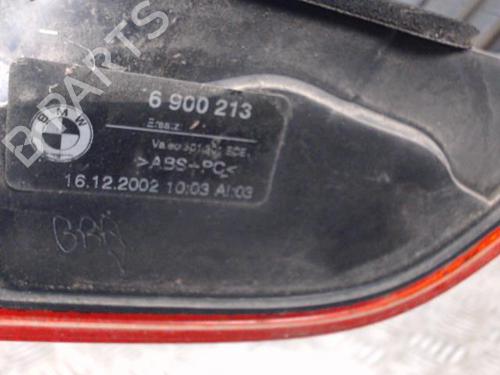 B-PARTS
BMW
6 900 213
Ersatz
>ABS-PC<
16.12.2002 10:03 AI:03